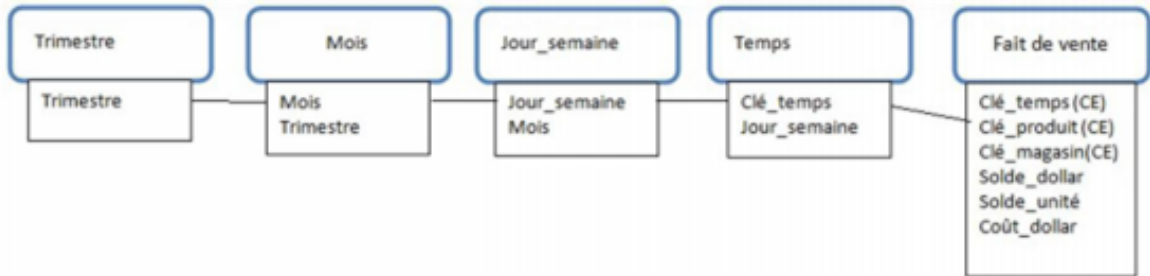 Trimestre
Trimestre
Mois
Mois
Trimestre
Jour_semaine
Jour_semaine
Mois
Temps
Clé_temps
Jour_semaine
Fait de vente
Clé_temps(CE)
Clé_produit(CE)
Clé_magasin(CE)
Solde_dollar
Solde_unité
Coût_dollar